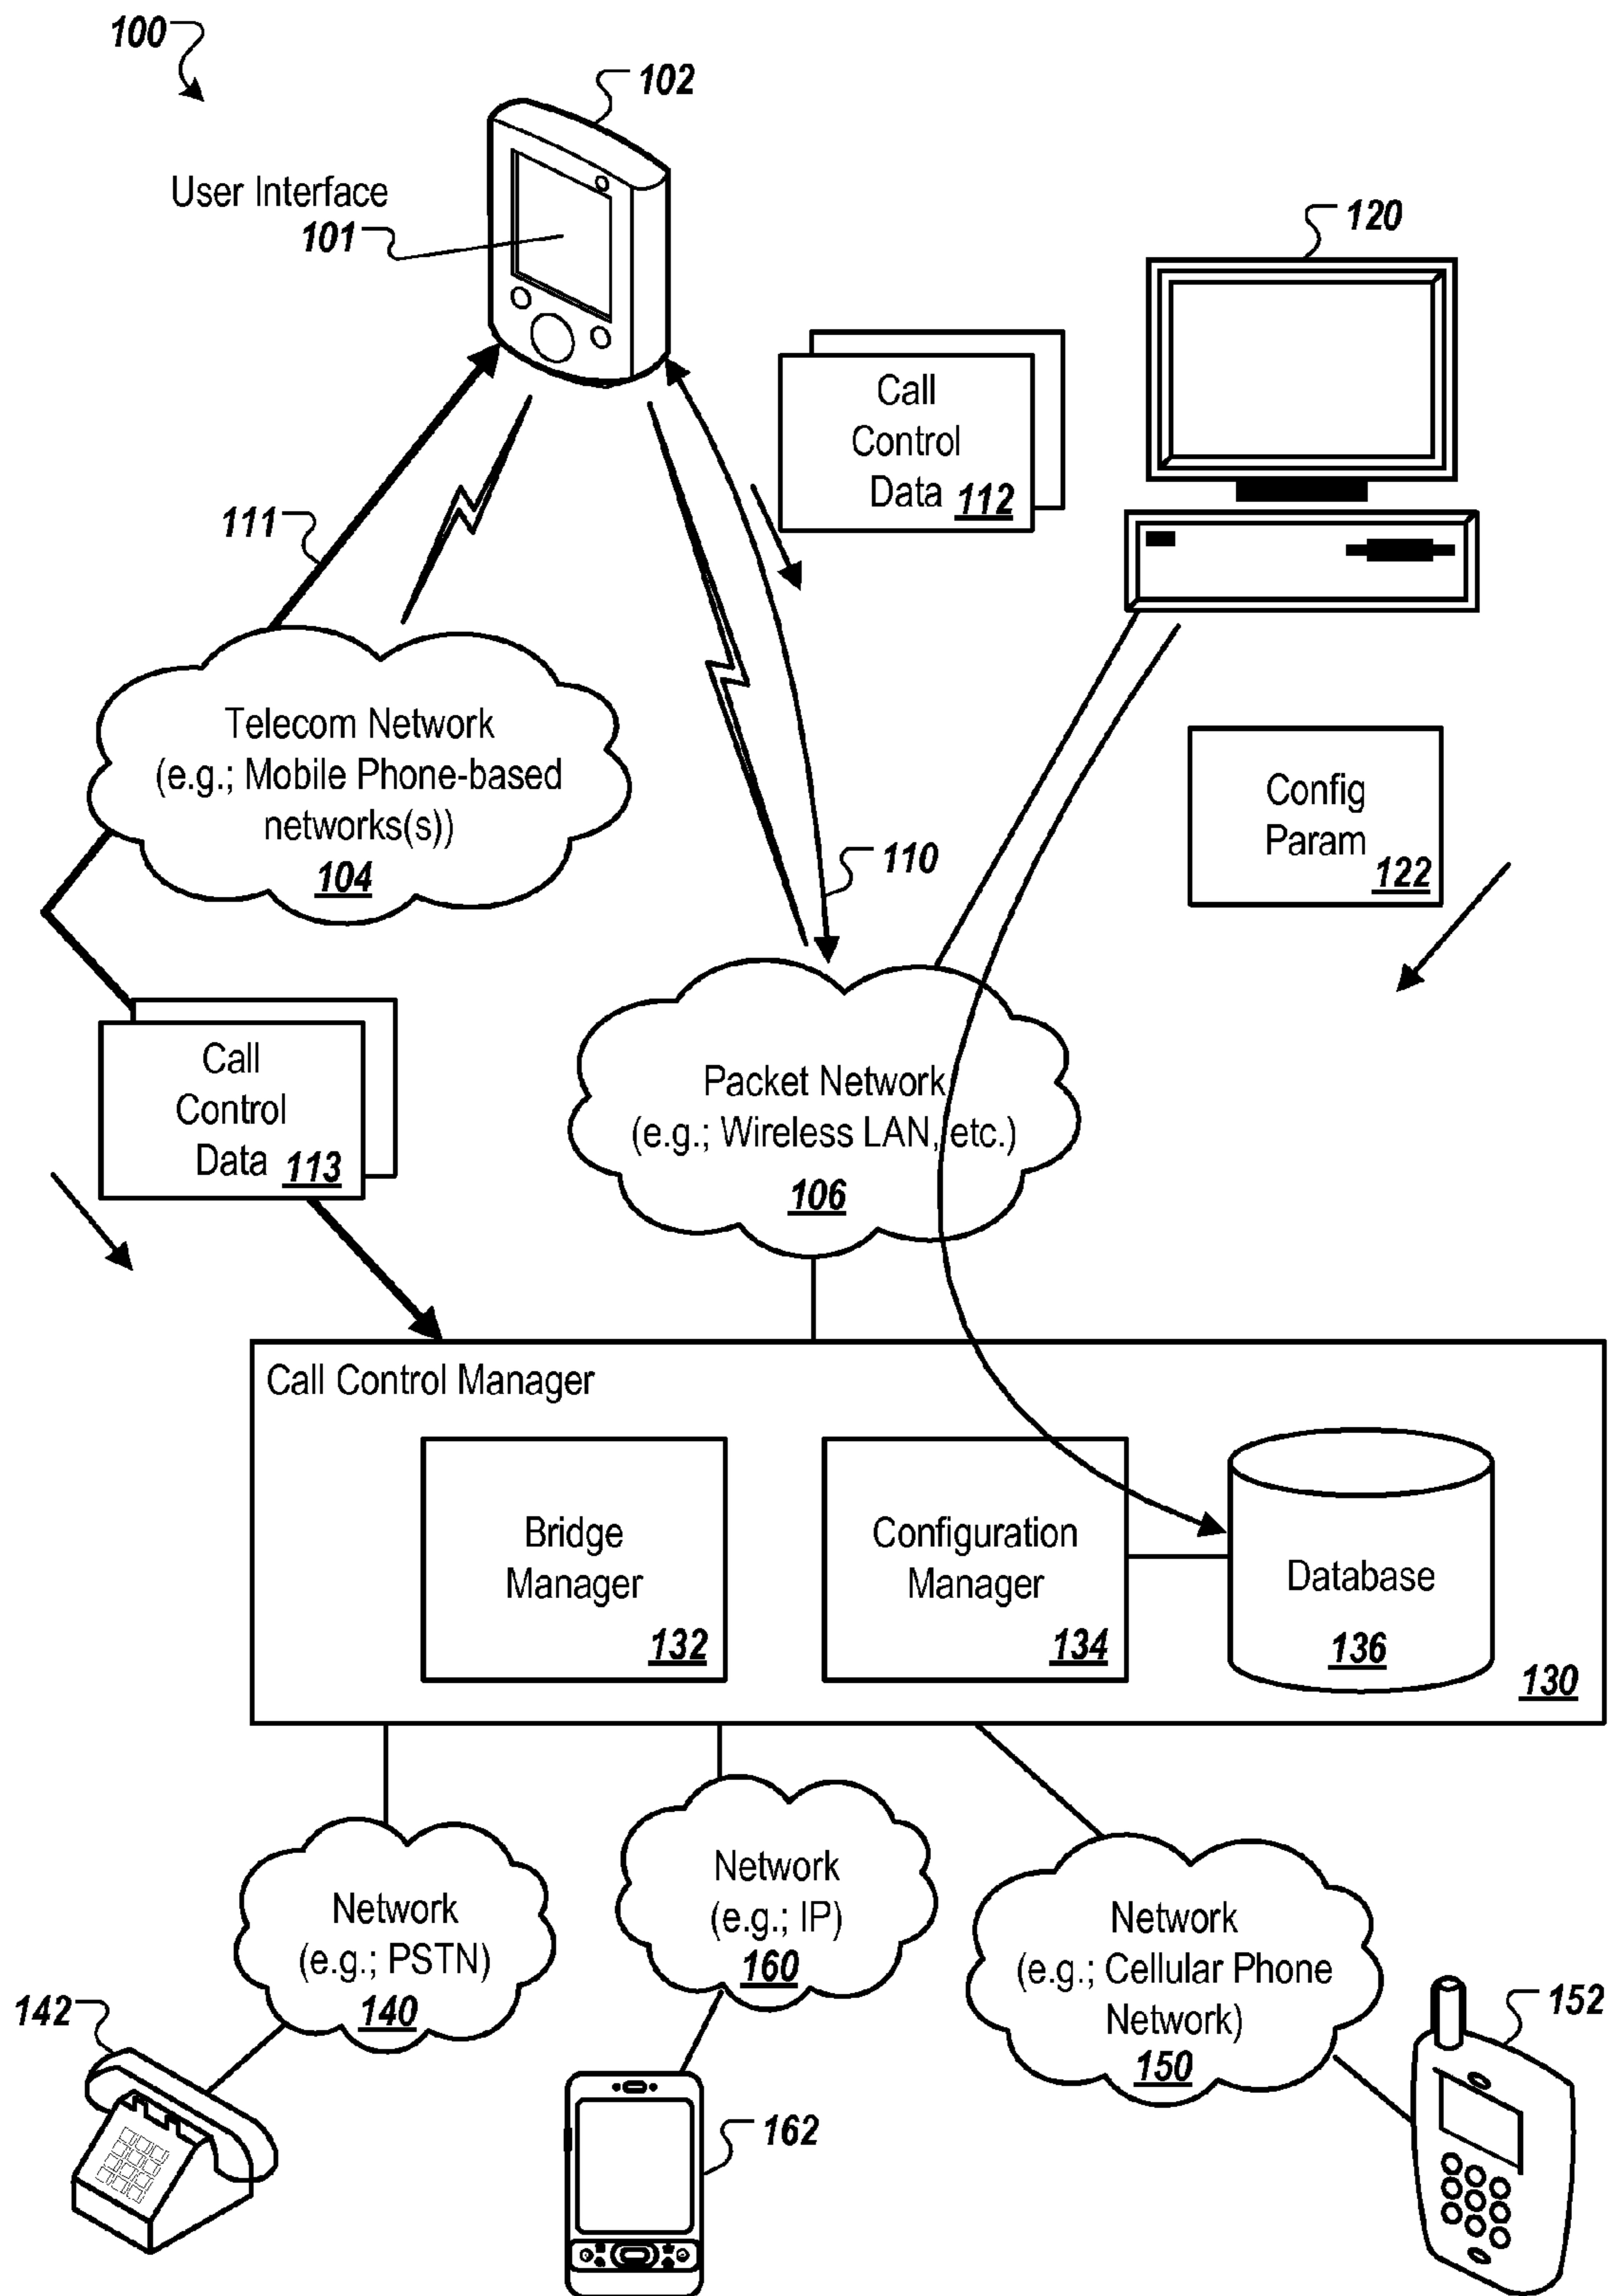 100
102
User Interface
101
120
Call
Control
Data 112
111
Telecom Network
(e.g.; Mobile Phone-based
networks(s))
104
Config
Param
122
110
Call
Control
Data 113
Packet Network
(e.g.; Wireless LAN, etc.)
106
Call Control Manager
Bridge
Manager
132
Configuration
Manager
134
Database
136
130
Network
(e.g.; PSTN)
140
Network
(e.g.; IP)
160
Network
(e.g.; Cellular Phone
Network)
150
142
162
152